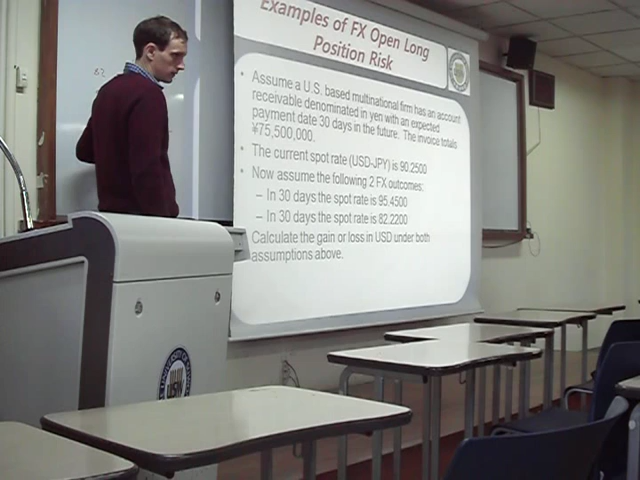 Examples of FX Open Long
Position Risk
• Assume a U.S. based multinational firm has an account
receivable denominated in yen with an expected
payment date 30 days in the future. The invoice totals
¥75,500,000.
• The current spot rate (USD-JPY) is 90.2500
• Now assume the following 2 FX outcomes:
– In 30 days the spot rate is 95.4500
– In 30 days the spot rate is 82.2200
Calculate the gain or loss in USD under both
assumptions above.